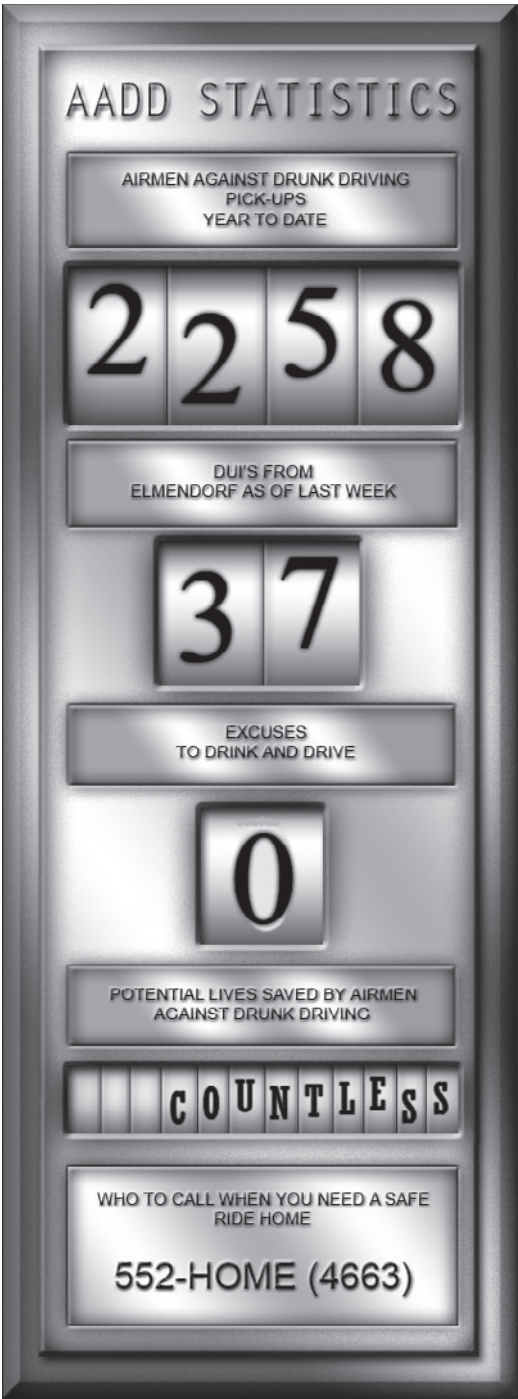 AADD STATISTICS
AIRMEN AGAINST DRUNK DRIVING
PICK-UPS
YEAR TO DATE
2258
DUI'S FROM
ELMENDORF AS OF LAST WEEK
37
EXCUSES
TO DRINK AND DRIVE
0
POTENTIAL LIVES SAVED BY AIRMEN
AGAINST DRUNK DRIVING
COUNTLESS
WHO TO CALL WHEN YOU NEED A SAFE
RIDE HOME
552-HOME (4663)